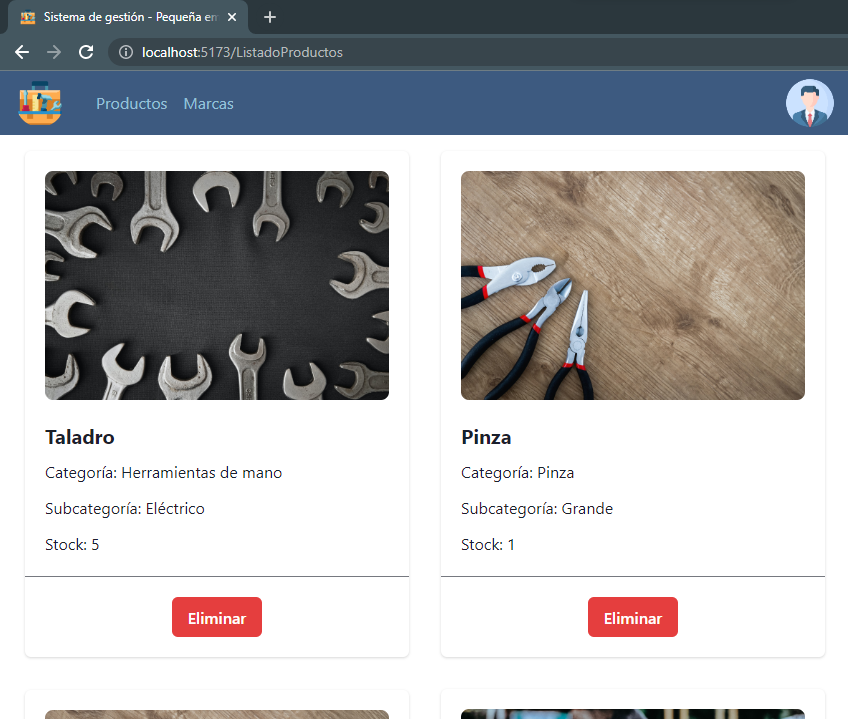 Sistema de gestión - Pequeña em
localhost:5173/ListadoProductos
Productos Marcas
Taladro
Categoría: Herramientas de mano
Subcategoría: Eléctrico
Stock: 5
Eliminar
Pinza
Categoría: Pinza
Subcategoría: Grande
Stock: 1
Eliminar